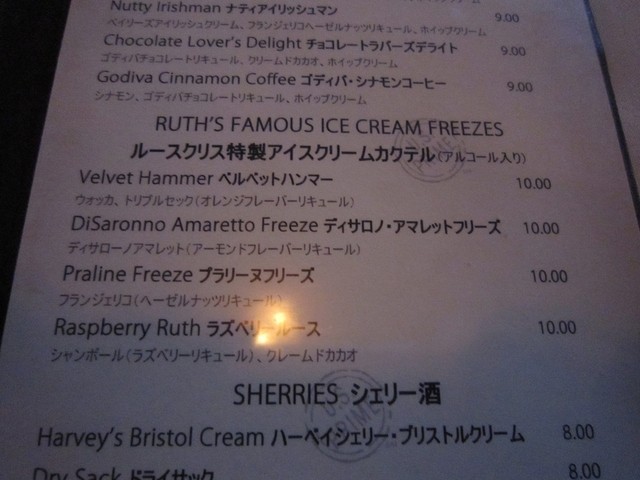 Nutty Irishman ナティアイリッシュマン 9.00
ベイリーズアイリッシュクリーム、フランジェリコヘーゼルナッツリキュール、ホイップクリーム
Chocolate Lover's Delight チョコレートラバーズデライト 9.00
ゴディバチョコレートリキュール、クリームドカカオ、ホイップクリーム
Godiva Cinnamon Coffee ゴディバ・シナモンコーヒー 9.00
シナモン、ゴディバチョコレートリキュール、ホイップクリーム
RUTH'S FAMOUS ICE CREAM FREEZES
ルースクリス特製アイスクリームカクテル(アルコール入り)
Velvet Hammer ベルベットハンマー 10.00
ウォッカ、トリプルセック(オレンジフレーバーリキュール)
DiSaronno Amaretto Freeze ディサロノ・アマレットフリーズ 10.00
ディサローノアマレット(アーモンドフレーバーリキュール)
Praline Freeze プラリーヌフリーズ 10.00
フランジェリコ(ヘーゼルナッツリキュール)
Raspberry Ruth ラズベリールース 10.00
シャンボール(ラズベリーリキュール)、クレームドカカオ
SHERRIES シェリー酒
U.S. PRIME
Harvey's Bristol Cream ハーベイシェリー・ブリストルクリーム 8.00
Dry Sack ドライサック 8.00